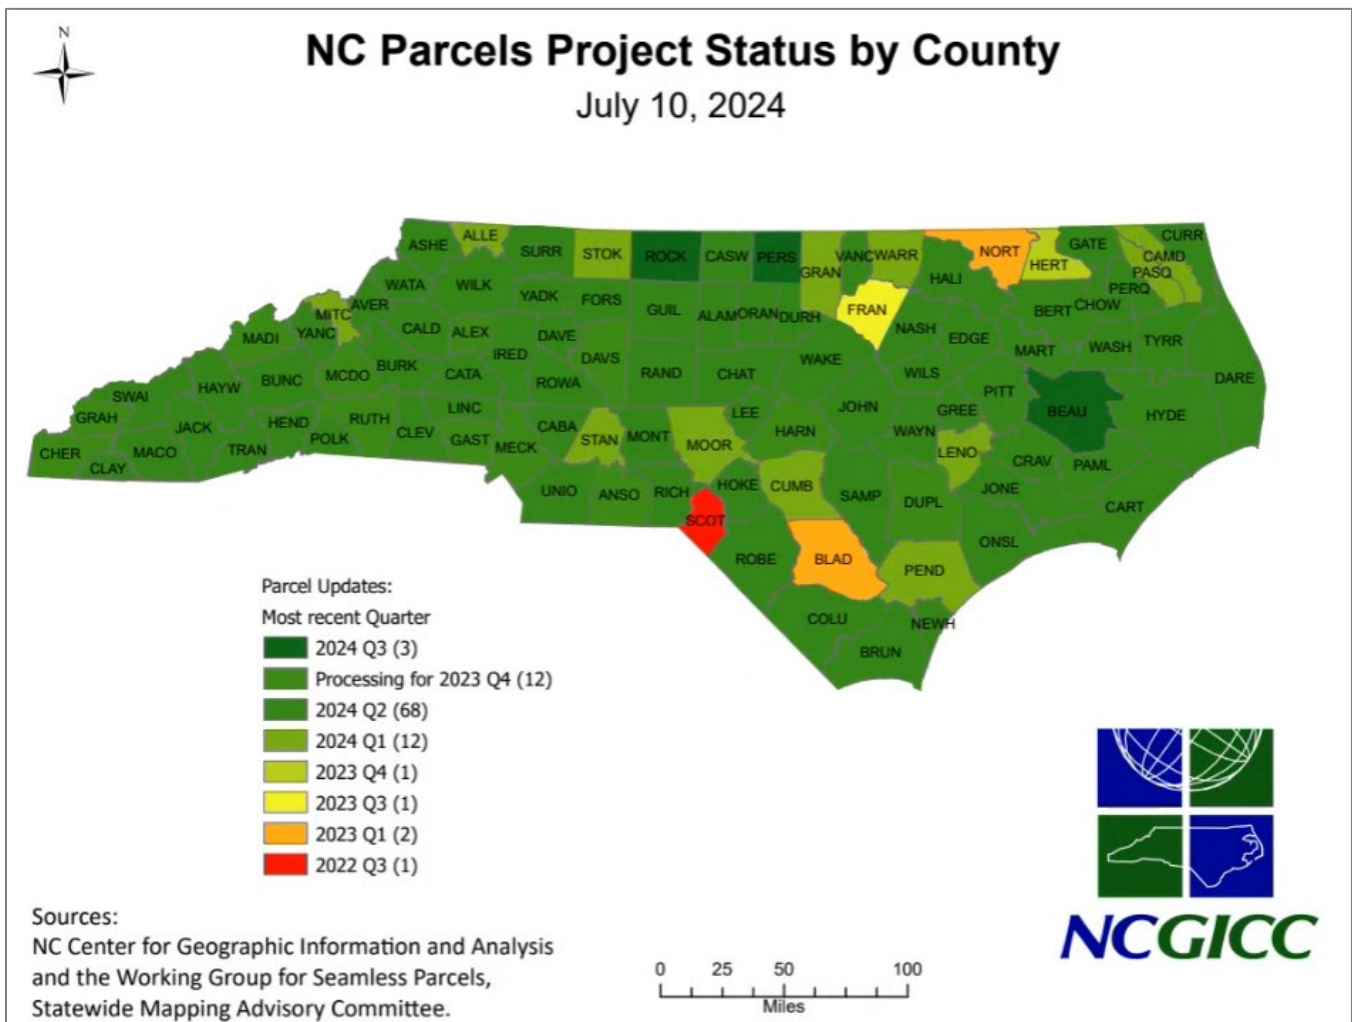 N
NC Parcels Project Status by County
July 10, 2024
ASHE
ALLE
SURR
STOK
ROCK
CASW
PERS
GRAN
VANC
WARR
HALI
NORT
HERT
GATE
CURR
CAMD
PASQ
PERQ
CHOW
BERT
WATA
WILK
YADK
FORS
GUIL
ALAM
ORAN
DURH
FRAN
NASH
EDGE
MART
WASH
TYRR
DARE
MITC
AVER
YANC
MADI
CALD
ALEX
IRED
DAVE
DAVS
RAND
CHAT
WAKE
WILS
PITT
BEAU
HYDE
SWAI
HAYW
BUNC
MCDO
BURK
CATA
ROWA
GRAH
JACK
HEND
RUTH
LINC
CABA
STAN
MONT
MOOR
LEE
HARN
JOHN
WAYN
GREE
LENO
CRAV
PAML
CHER
CLAY
MACO
TRAN
POLK
CLEV
GAST
MECK
UNIO
ANSO
RICH
SCOT
HOKE
CUMB
SAMP
DUPL
JONE
CART
ONSL
ROBE
BLAD
PEND
COLU
NEWH
BRUN
Parcel Updates:
Most recent Quarter
2024 Q3 (3)
Processing for 2023 Q4 (12)
2024 Q2 (68)
2024 Q1 (12)
2023 Q4 (1)
2023 Q3 (1)
2023 Q1 (2)
2022 Q3 (1)
Sources:
NC Center for Geographic Information and Analysis
and the Working Group for Seamless Parcels,
Statewide Mapping Advisory Committee.
0 25 50 100
Miles
NCGICC